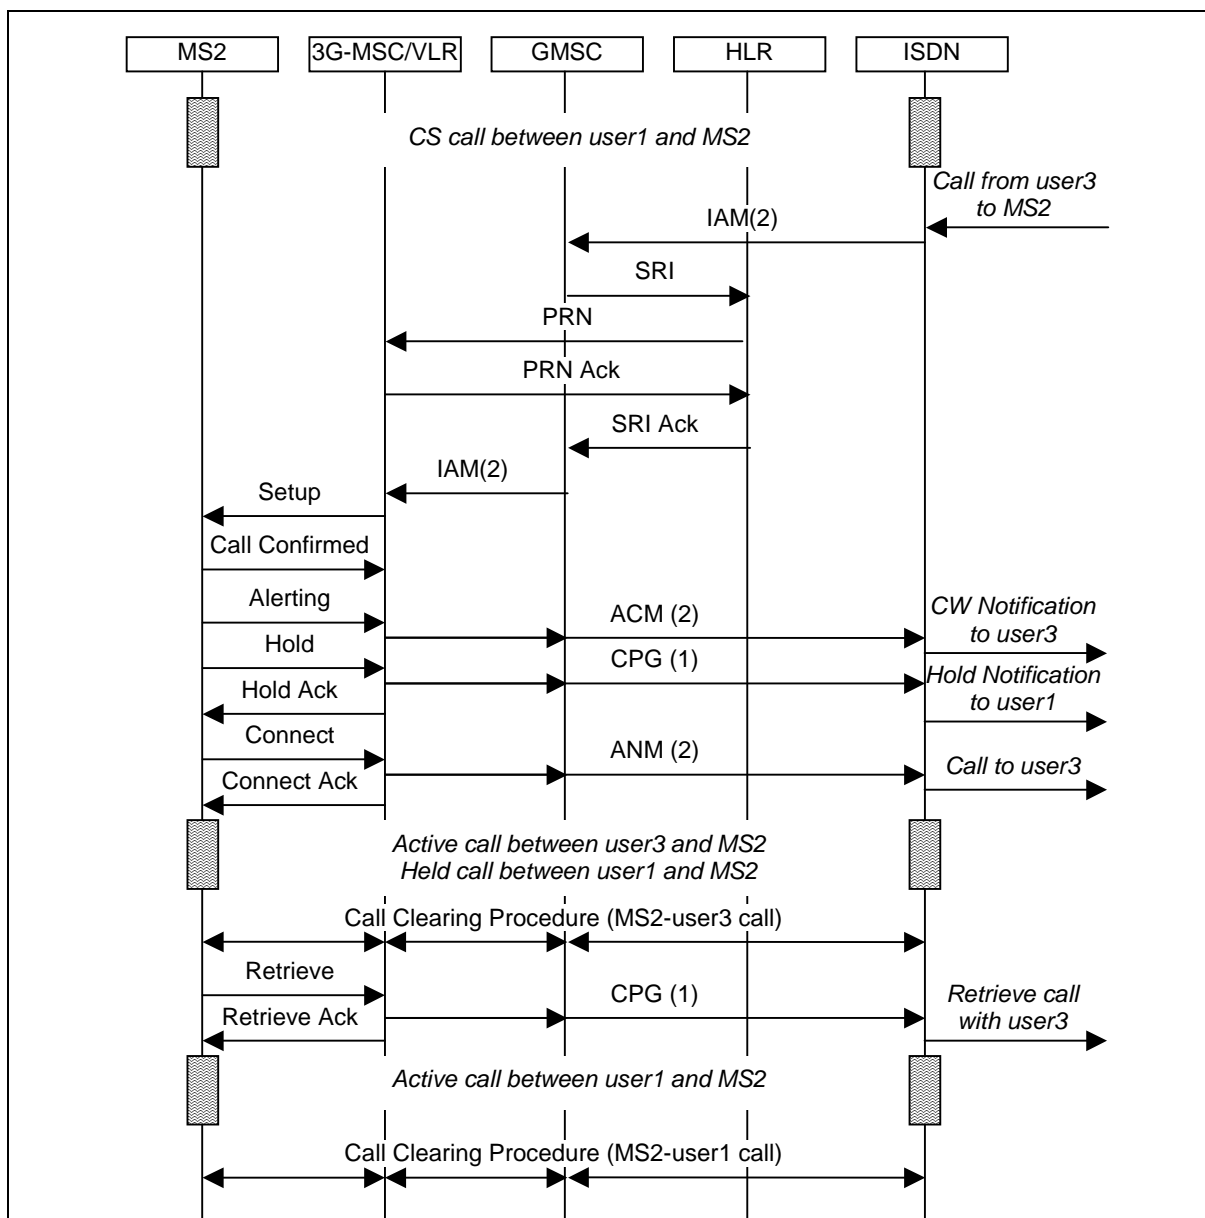 MS2 3G-MSC/VLR GMSC HLR ISDN
CS call between user1 and MS2
Call from user3
to MS2
IAM(2)
SRI
PRN
PRN Ack
SRI Ack
IAM(2)
Setup
Call Confirmed
Alerting
ACM (2)
CW Notification
to user3
Hold
CPG (1)
Hold Notification
to user1
Hold Ack
Connect
ANM (2)
Call to user3
Connect Ack
Active call between user3 and MS2
Held call between user1 and MS2
Call Clearing Procedure (MS2-user3 call)
Retrieve
CPG (1)
Retrieve call
with user3
Retrieve Ack
Active call between user1 and MS2
Call Clearing Procedure (MS2-user1 call)